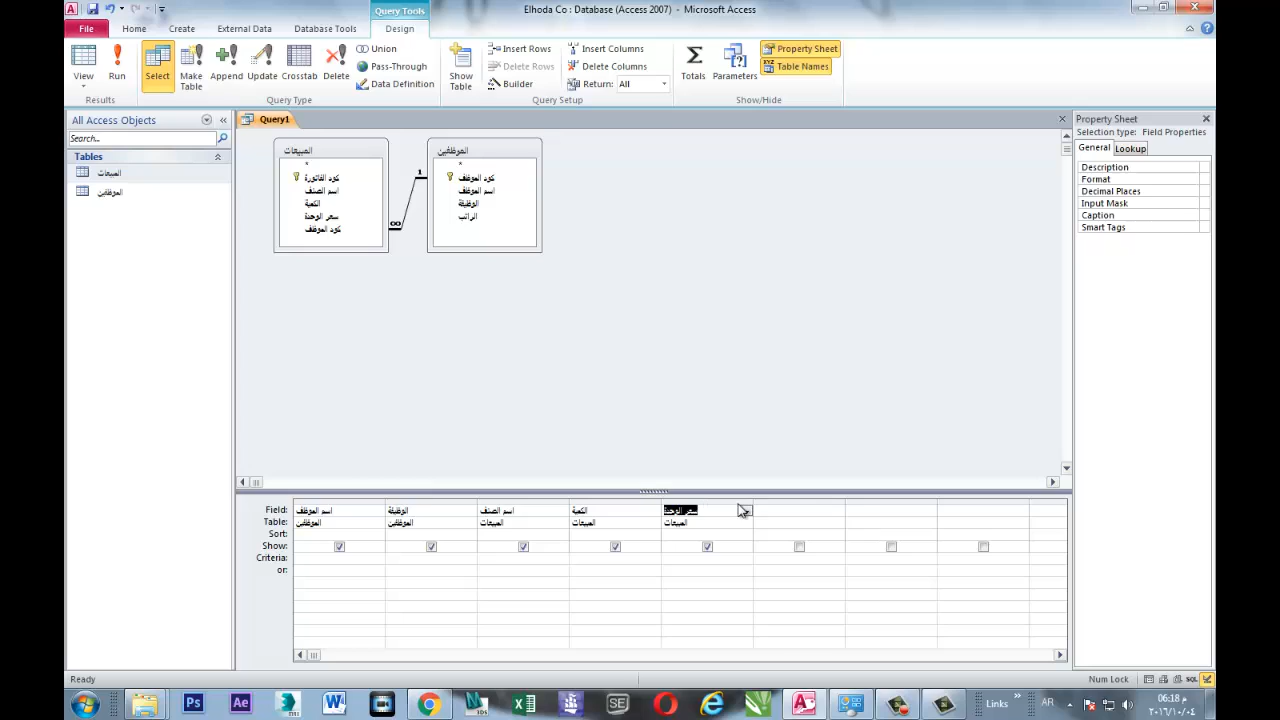 Query Tools
Elhoda Co : Database (Access 2007) - Microsoft Access
File
Home
Create
External Data
Database Tools
Design
View
Run
Results
Select
Make Table
Append
Update
Crosstab
Delete
Union
Pass-Through
Data Definition
Query Type
Show Table
Insert Rows
Delete Rows
Builder
Insert Columns
Delete Columns
Return: All
Query Setup
Totals
Parameters
Property Sheet
Table Names
Show/Hide
All Access Objects
Search...
Tables
المبيعات
الموظفين
Query1
المبيعات
*
كود الفاتورة
اسم الصنف
الكمية
سعر الوحدة
كود الموظف
1
∞
الموظفين
*
كود الموظف
اسم الموظف
الوظيفة
الراتب
Property Sheet
Selection type: Field Properties
General
Lookup
Description
Format
Decimal Places
Input Mask
Caption
Smart Tags
Field: اسم الموظف الوظيفة اسم الصنف الكمية سعر الوحدة
Table: الموظفين الموظفين المبيعات المبيعات المبيعات
Sort:
Show:
Criteria:
or:
Ready
Num Lock
SQL
Links
AR
06:18 م
٢٠١٦/١٠/٠٤